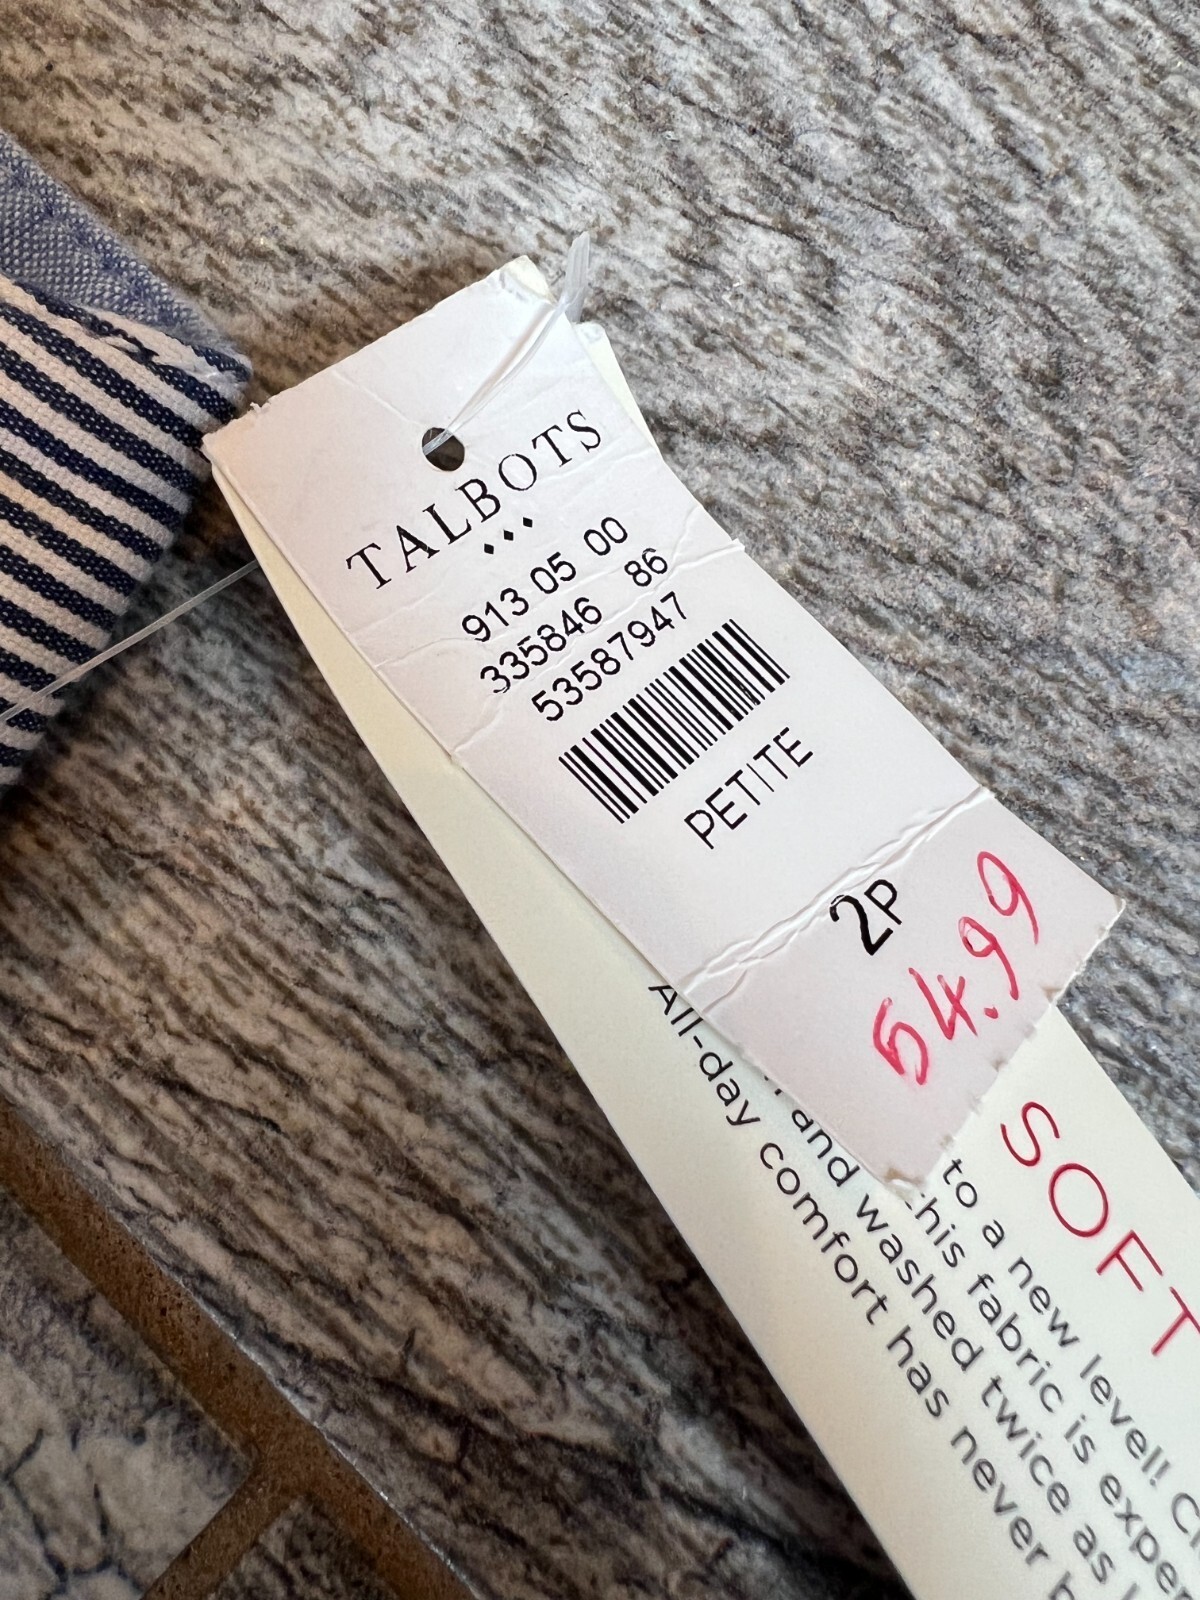 TALBOTS
913 05 00
335846 86
53587947
PETITE
2P
54.99
SOFT
to a new level!
this fabric is
and washed twice as
All-day comfort has never